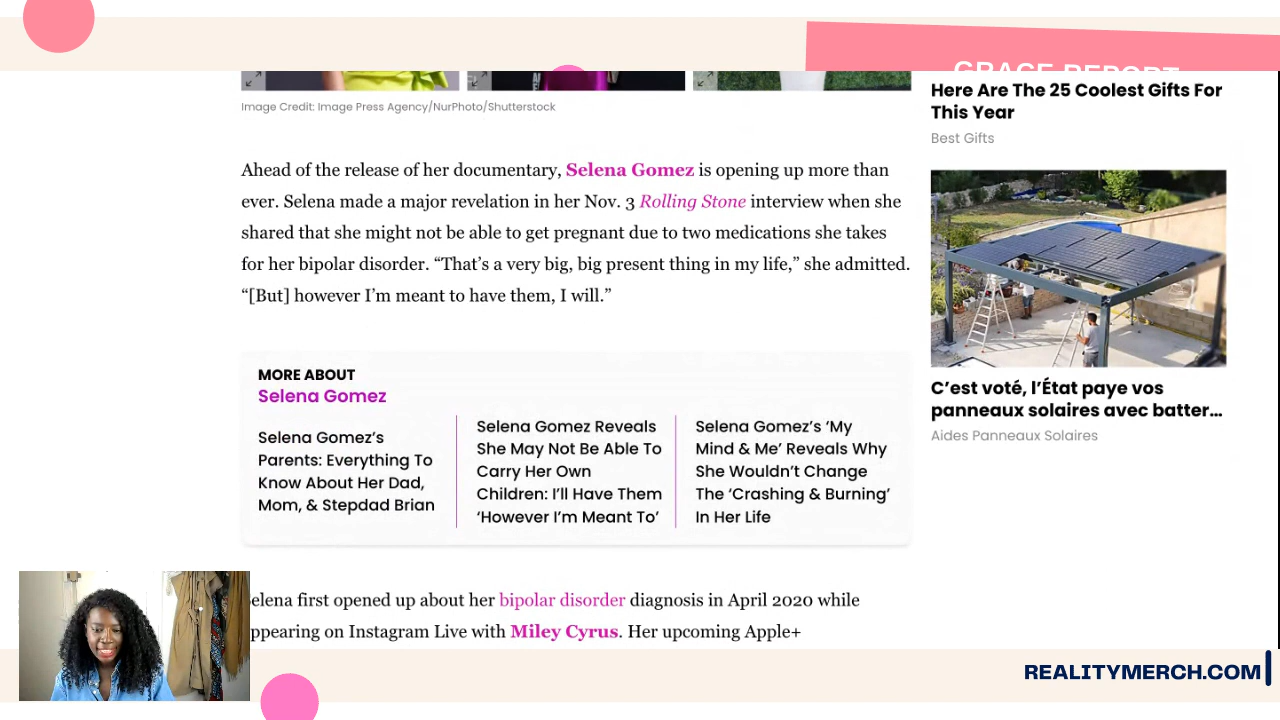 GRACE REPORT
Image Credit: Image Press Agency/NurPhoto/Shutterstock
Ahead of the release of her documentary, Selena Gomez is opening up more than
ever. Selena made a major revelation in her Nov. 3 Rolling Stone interview when she
shared that she might not be able to get pregnant due to two medications she takes
for her bipolar disorder. “That’s a very big, big present thing in my life,” she admitted.
“[But] however I’m meant to have them, I will.”
MORE ABOUT
Selena Gomez
Selena Gomez’s
Parents: Everything To
Know About Her Dad,
Mom, & Stepdad Brian
Selena Gomez Reveals
She May Not Be Able To
Carry Her Own
Children: I’ll Have Them
‘However I’m Meant To’
Selena Gomez’s ‘My
Mind & Me’ Reveals Why
She Wouldn’t Change
The ‘Crashing & Burning’
In Her Life
elena first opened up about her bipolar disorder diagnosis in April 2020 while
ppearing on Instagram Live with Miley Cyrus. Her upcoming Apple+
Here Are The 25 Coolest Gifts For
This Year
Best Gifts
C’est voté, l’État paye vos
panneaux solaires avec batter...
Aides Panneaux Solaires
REALITYMERCH.COM